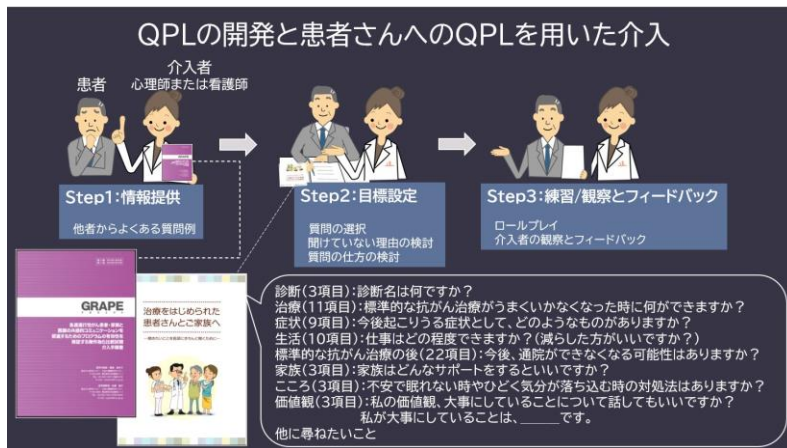 QPLの開発と患者さんへのQPLを用いた介入
患者
介入者
心理師または看護師
Step1:情報提供
他者からよくある質問例
Step2:目標設定
質問の選択
聞けていない理由の検討
質問の仕方の検討
Step3:練習/観察とフィードバック
ロールプレイ
介入者の観察とフィードバック
GRAPE
治療をはじめられた
患者さんとご家族へ
診断(3項目):診断名は何ですか?
治療(11項目):標準的な抗がん治療がうまくいかなくなった時に何ができますか?
症状(9項目):今後起こりうる症状として、どのようなものがありますか?
生活(10項目):仕事はどの程度できますか?(減らした方がいいですか?)
標準的な抗がん治療の後(22項目):今後、通院ができなくなる可能性はありますか?
家族(3項目):家族はどんなサポートをするといいですか?
こころ(3項目):不安で眠れない時やひどく気分が落ち込む時の対処法はありますか?
価値観(3項目):私の価値観、大事にしていることについて話してもいいですか?
私が大事にしていることは、_____です。
他に尋ねたいこと